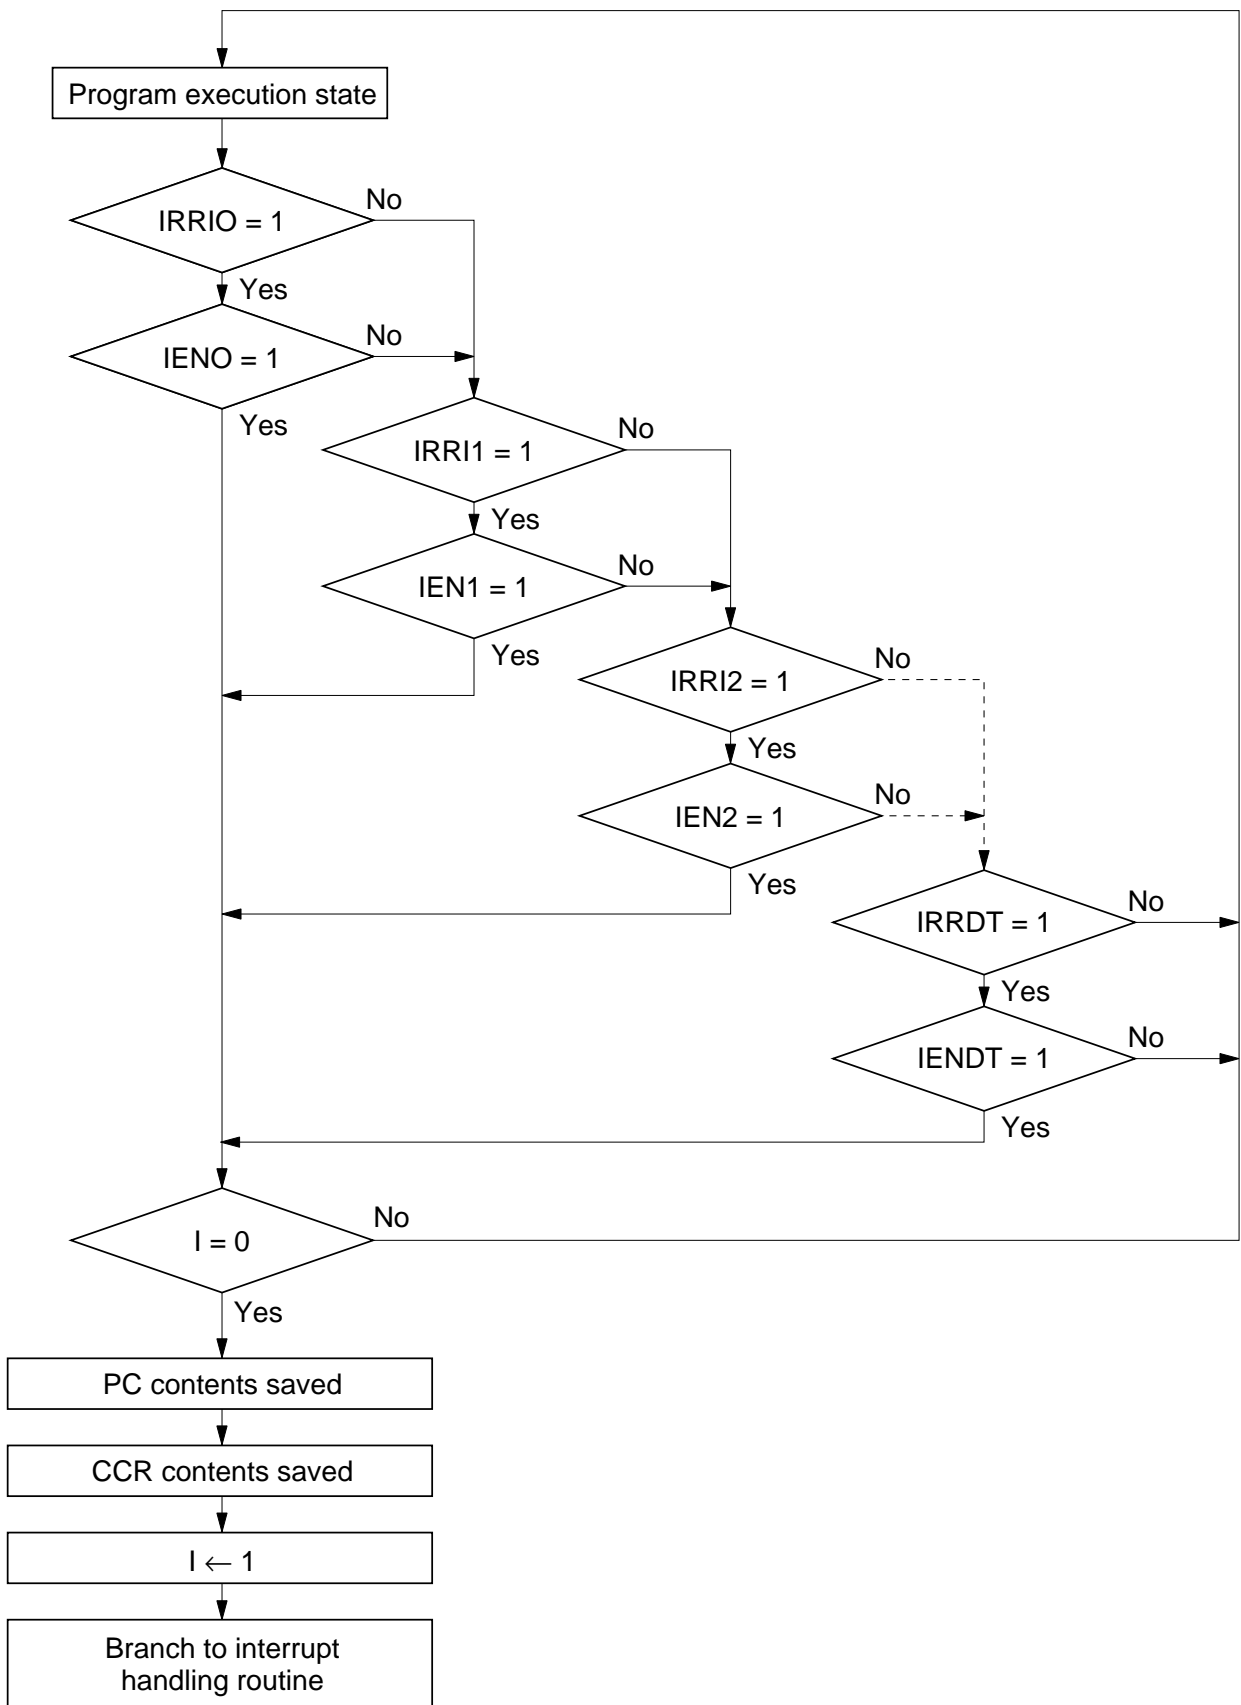 Program execution state
IRRIO = 1
No
Yes
IENO = 1
No
Yes
IRRI1 = 1
No
Yes
IEN1 = 1
No
Yes
IRRI2 = 1
No
Yes
IEN2 = 1
No
Yes
IRRDT = 1
No
Yes
IENDT = 1
No
Yes
I = 0
No
Yes
PC contents saved
CCR contents saved
I ← 1
Branch to interrupt
handling routine